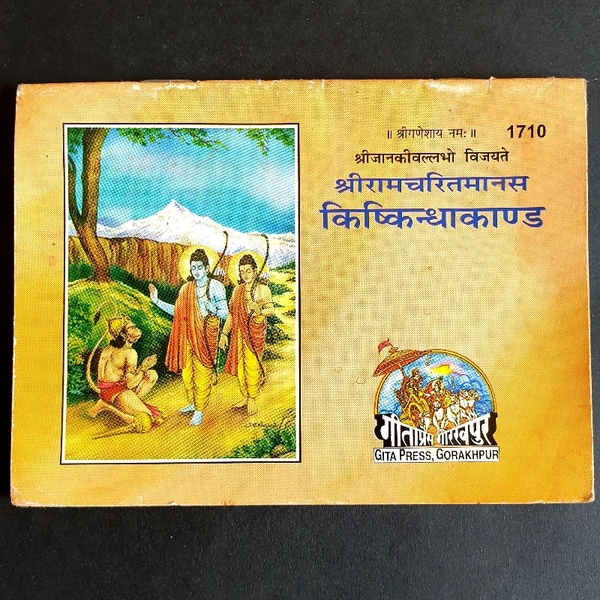 ॥ श्रीगणेशाय नमः ॥ 1710
श्रीजानकीवल्लभो विजयते
श्रीरामचरितमानस
किष्किन्धाकाण्ड
गीताप्रेस गोरखपुर
GITA PRESS, GORAKHPUR